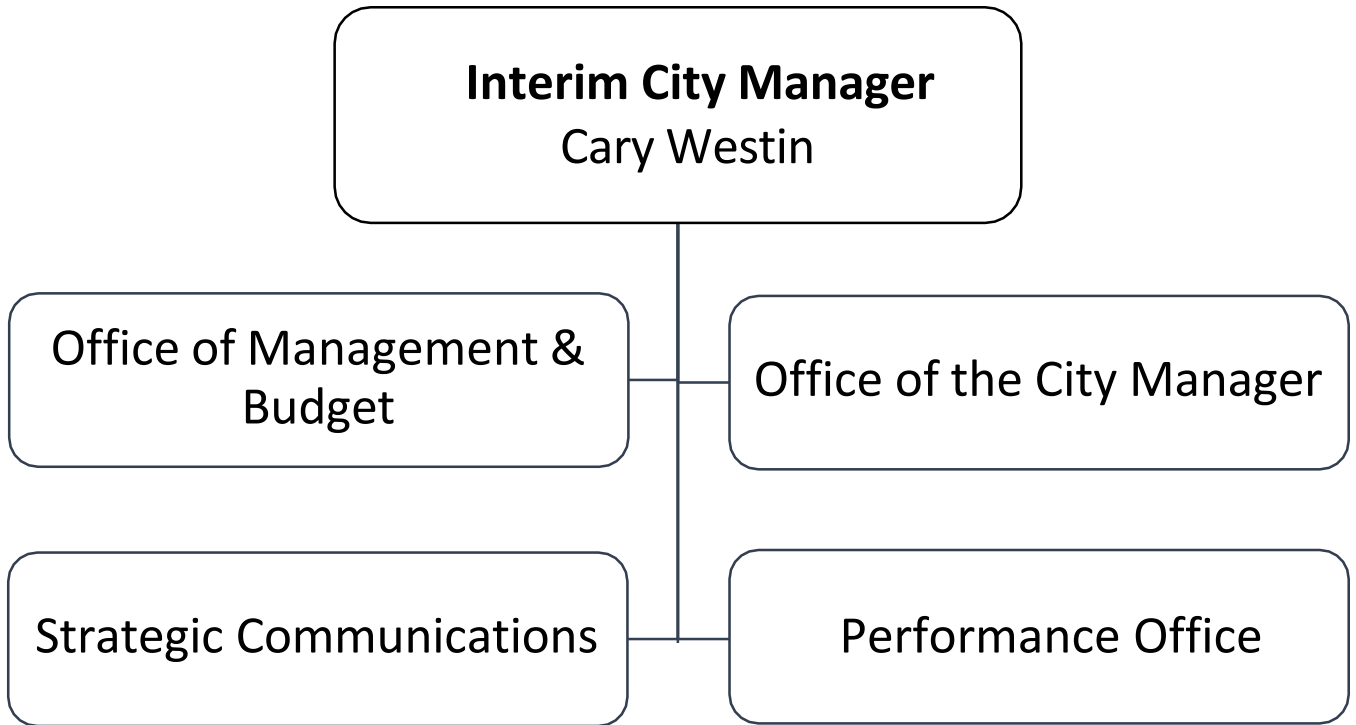 Interim City Manager
Cary Westin
Office of Management &
Budget
Office of the City Manager
Strategic Communications
Performance Office